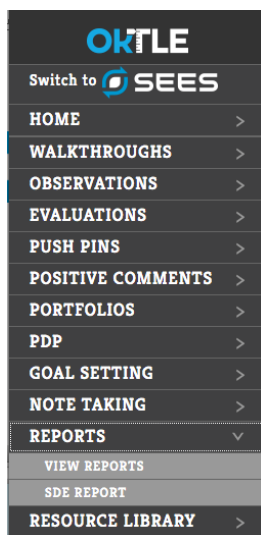 OKTLE
Switch to SEES
HOME >
WALKTHROUGHS >
OBSERVATIONS >
EVALUATIONS >
PUSH PINS >
POSITIVE COMMENTS >
PORTFOLIOS >
PDP >
GOAL SETTING >
NOTE TAKING >
REPORTS
VIEW REPORTS
SDE REPORT
RESOURCE LIBRARY >